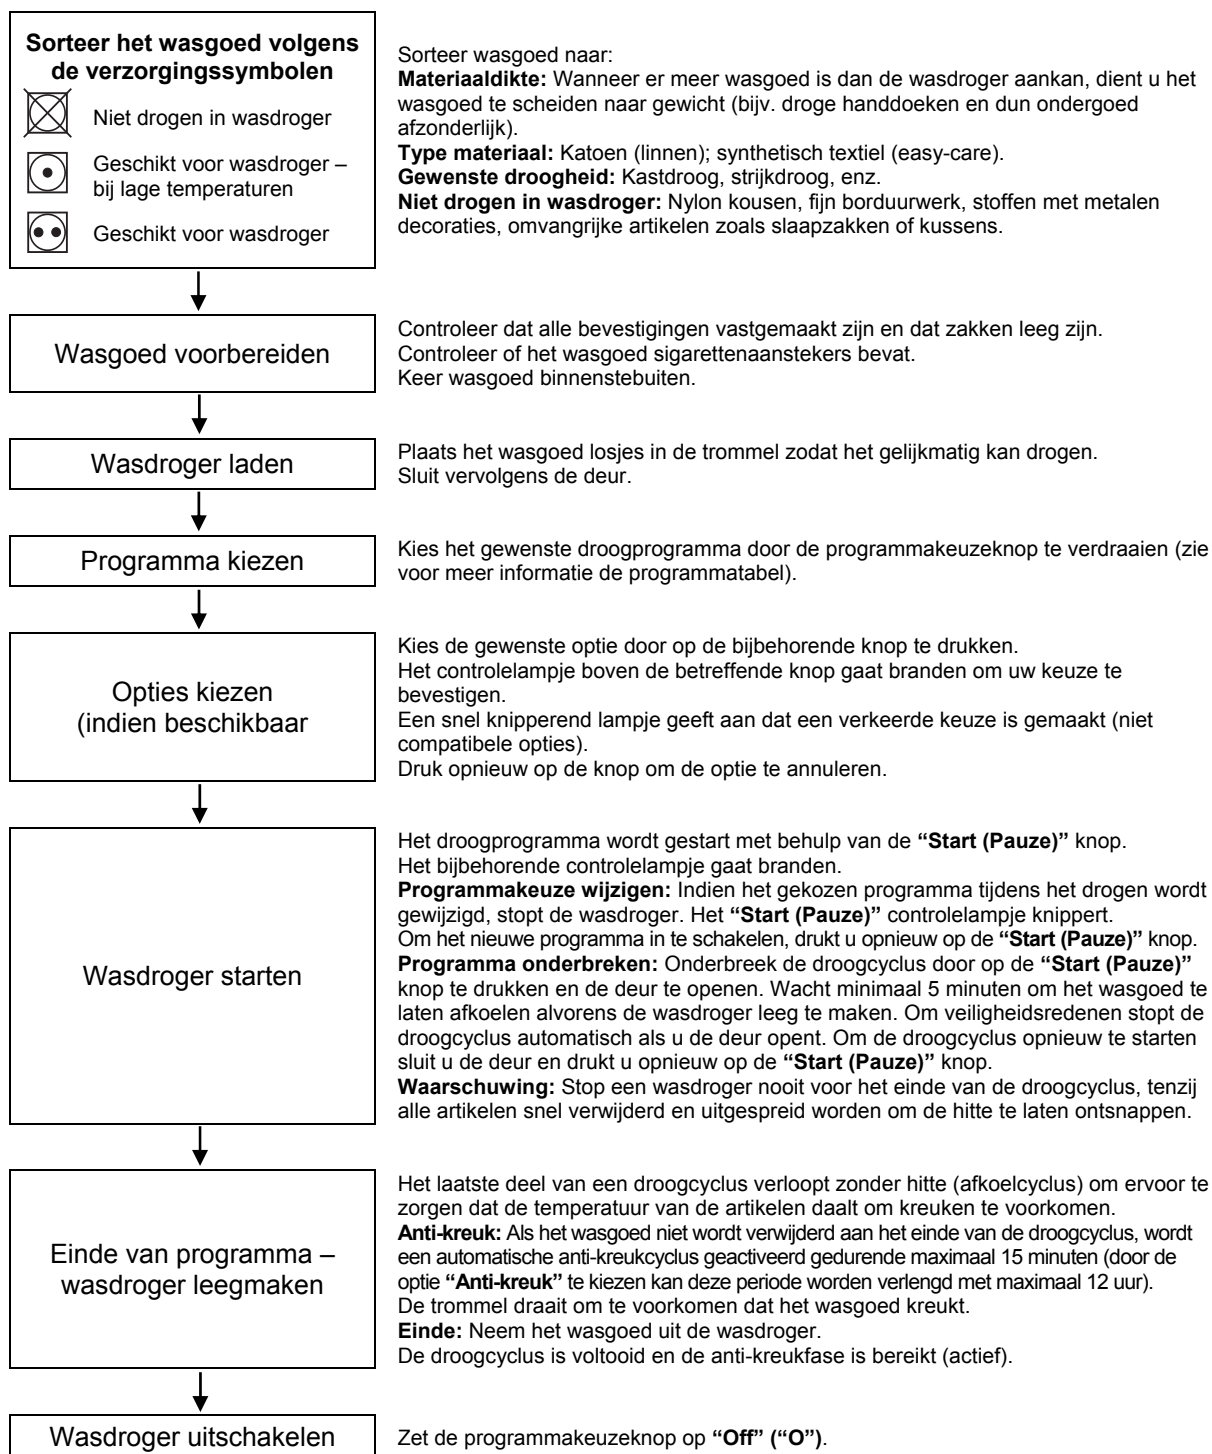 Sorteer het wasgoed volgens
de verzorgingssymbolen
Niet drogen in wasdroger
Geschikt voor wasdroger –
bij lage temperaturen
Geschikt voor wasdroger
Sorteer wasgoed naar:
Materiaaldikte: Wanneer er meer wasgoed is dan de wasdroger aankan, dient u het
wasgoed te scheiden naar gewicht (bijv. droge handdoeken en dun ondergoed
afzonderlijk).
Type materiaal: Katoen (linnen); synthetisch textiel (easy-care).
Gewenste droogheid: Kastdroog, strijkdroog, enz.
Niet drogen in wasdroger: Nylon kousen, fijn borduurwerk, stoffen met metalen
decoraties, omvangrijke artikelen zoals slaapzakken of kussens.
Wasgoed voorbereiden
Controleer dat alle bevestigingen vastgemaakt zijn en dat zakken leeg zijn.
Controleer of het wasgoed sigarettenaanstekers bevat.
Keer wasgoed binnenstebuiten.
Wasdroger laden
Plaats het wasgoed losjes in de trommel zodat het gelijkmatig kan drogen.
Sluit vervolgens de deur.
Programma kiezen
Kies het gewenste droogprogramma door de programmakeuzeknop te verdraaien (zie
voor meer informatie de programmatabel).
Opties kiezen
(indien beschikbaar
Kies de gewenste optie door op de bijbehorende knop te drukken.
Het controlelampje boven de betreffende knop gaat branden om uw keuze te
bevestigen.
Een snel knipperend lampje geeft aan dat een verkeerde keuze is gemaakt (niet
compatibele opties).
Druk opnieuw op de knop om de optie te annuleren.
Wasdroger starten
Het droogprogramma wordt gestart met behulp van de “Start (Pauze)” knop.
Het bijbehorende controlelampje gaat branden.
Programmakeuze wijzigen: Indien het gekozen programma tijdens het drogen wordt
gewijzigd, stopt de wasdroger. Het “Start (Pauze)” controlelampje knippert.
Om het nieuwe programma in te schakelen, drukt u opnieuw op de “Start (Pauze)” knop.
Programma onderbreken: Onderbreek de droogcyclus door op de “Start (Pauze)”
knop te drukken en de deur te openen. Wacht minimaal 5 minuten om het wasgoed te
laten afkoelen alvorens de wasdroger leeg te maken. Om veiligheidsredenen stopt de
droogcyclus automatisch als u de deur opent. Om de droogcyclus opnieuw te starten
sluit u de deur en drukt u opnieuw op de “Start (Pauze)” knop.
Waarschuwing: Stop een wasdroger nooit voor het einde van de droogcyclus, tenzij
alle artikelen snel verwijderd en uitgespreid worden om de hitte te laten ontsnappen.
Einde van programma –
wasdroger leegmaken
Het laatste deel van een droogcyclus verloopt zonder hitte (afkoelcyclus) om ervoor te
zorgen dat de temperatuur van de artikelen daalt om kreuken te voorkomen.
Anti-kreuk: Als het wasgoed niet wordt verwijderd aan het einde van de droogcyclus, wordt
een automatische anti-kreukcyclus geactiveerd gedurende maximaal 15 minuten (door de
optie “Anti-kreuk” te kiezen kan deze periode worden verlengd met maximaal 12 uur).
De trommel draait om te voorkomen dat het wasgoed kreukt.
Einde: Neem het wasgoed uit de wasdroger.
De droogcyclus is voltooid en de anti-kreukfase is bereikt (actief).
Wasdroger uitschakelen
Zet de programmakeuzeknop op “Off” (“O”).